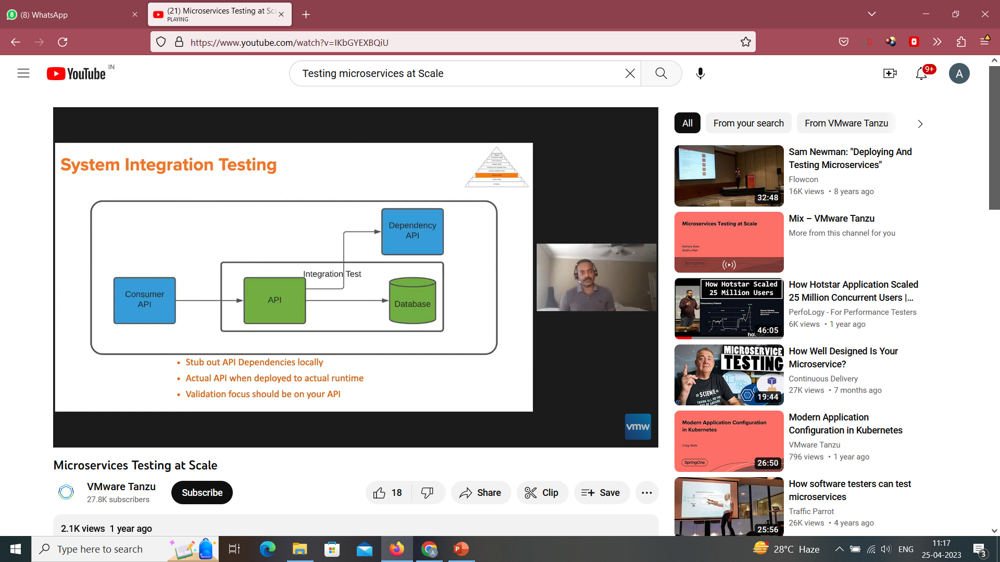 (8) WhatsApp
(21) Microservices Testing at Sca
PLAYING
https://www.youtube.com/watch?v=IKbGYEXBQiU
9+
YouTube IN
Testing microservices at Scale
A
System Integration Testing
Dependency
API
Integration Test
Consumer
API
API
Database
• Stub out API Dependencies locally
• Actual API when deployed to actual runtime
• Validation focus should be on your API
vmw
Microservices Testing at Scale
VMware Tanzu
27.8K subscribers
Subscribe
18
Share
Clip
Save
2.1K views 1 year ago
All
From your search
From VMware Tanzu
32:48
Sam Newman: "Deploying And
Testing Microservices"
Flowcon
16K views • 8 years ago
Microservices Testing at Scale
Kishore Kota
Sindhu Nair
SpringOne
Mix – VMware Tanzu
More from this channel for you
How Hotstar Scaled
25 Million Users
46:05
How Hotstar Application Scaled
25 Million Concurrent Users |...
PerfoLogy - For Performance Testers
6K views • 1 year ago
MICROSERVICE
TESTING
SCIENCE
19:44
How Well Designed Is Your
Microservice?
Continuous Delivery
27K views • 7 months ago
Modern Application Configuration
in Kubernetes
Craig Walls
SpringOne
26:50
Modern Application
Configuration in Kubernetes
VMware Tanzu
796 views • 1 year ago
25:56
How software testers can test
microservices
Traffic Parrot
26K views • 4 years ago
Type here to search
28°C Haze
ENG
11:17
25-04-2023
3